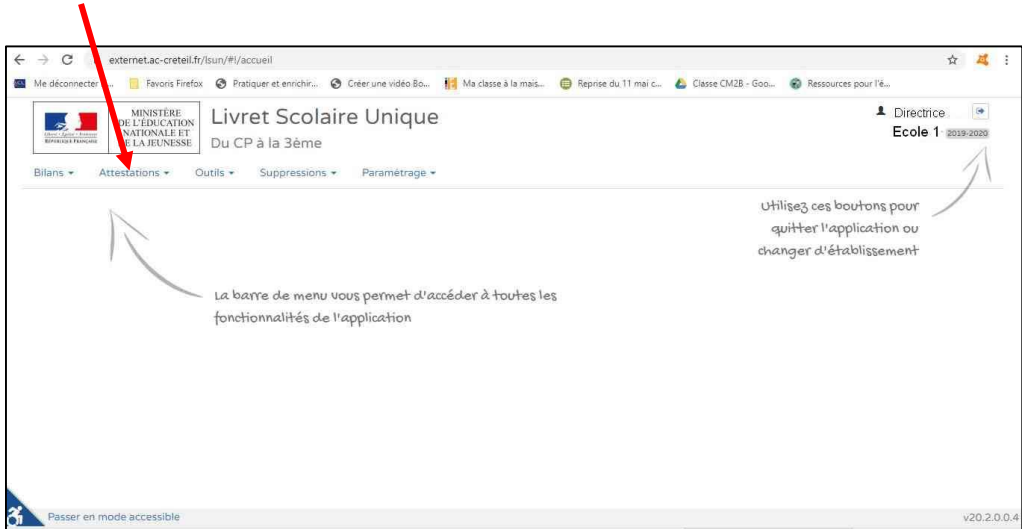 externet.ac-creteil.fr/lsun/#!/accueil
Me déconnecter ... Favoris Firefox Pratiquer et enrichir... Créer une vidéo Bo... Ma classe à la mais... Reprise du 11 mai c... Classe CM2B - Goo... Ressources pour l'é...
MINISTÈRE
DE L'ÉDUCATION
NATIONALE ET
DE LA JEUNESSE
RÉPUBLIQUE FRANÇAISE
Livret Scolaire Unique
Du CP à la 3ème
Directrice
Ecole 1 2019-2020
Bilans Attestations Outils Suppressions Paramétrage
Utilisez ces boutons pour
quitter l'application ou
changer d'établissement
La barre de menu vous permet d'accéder à toutes les
fonctionnalités de l'application
Passer en mode accessible
v20.2.0.0.4